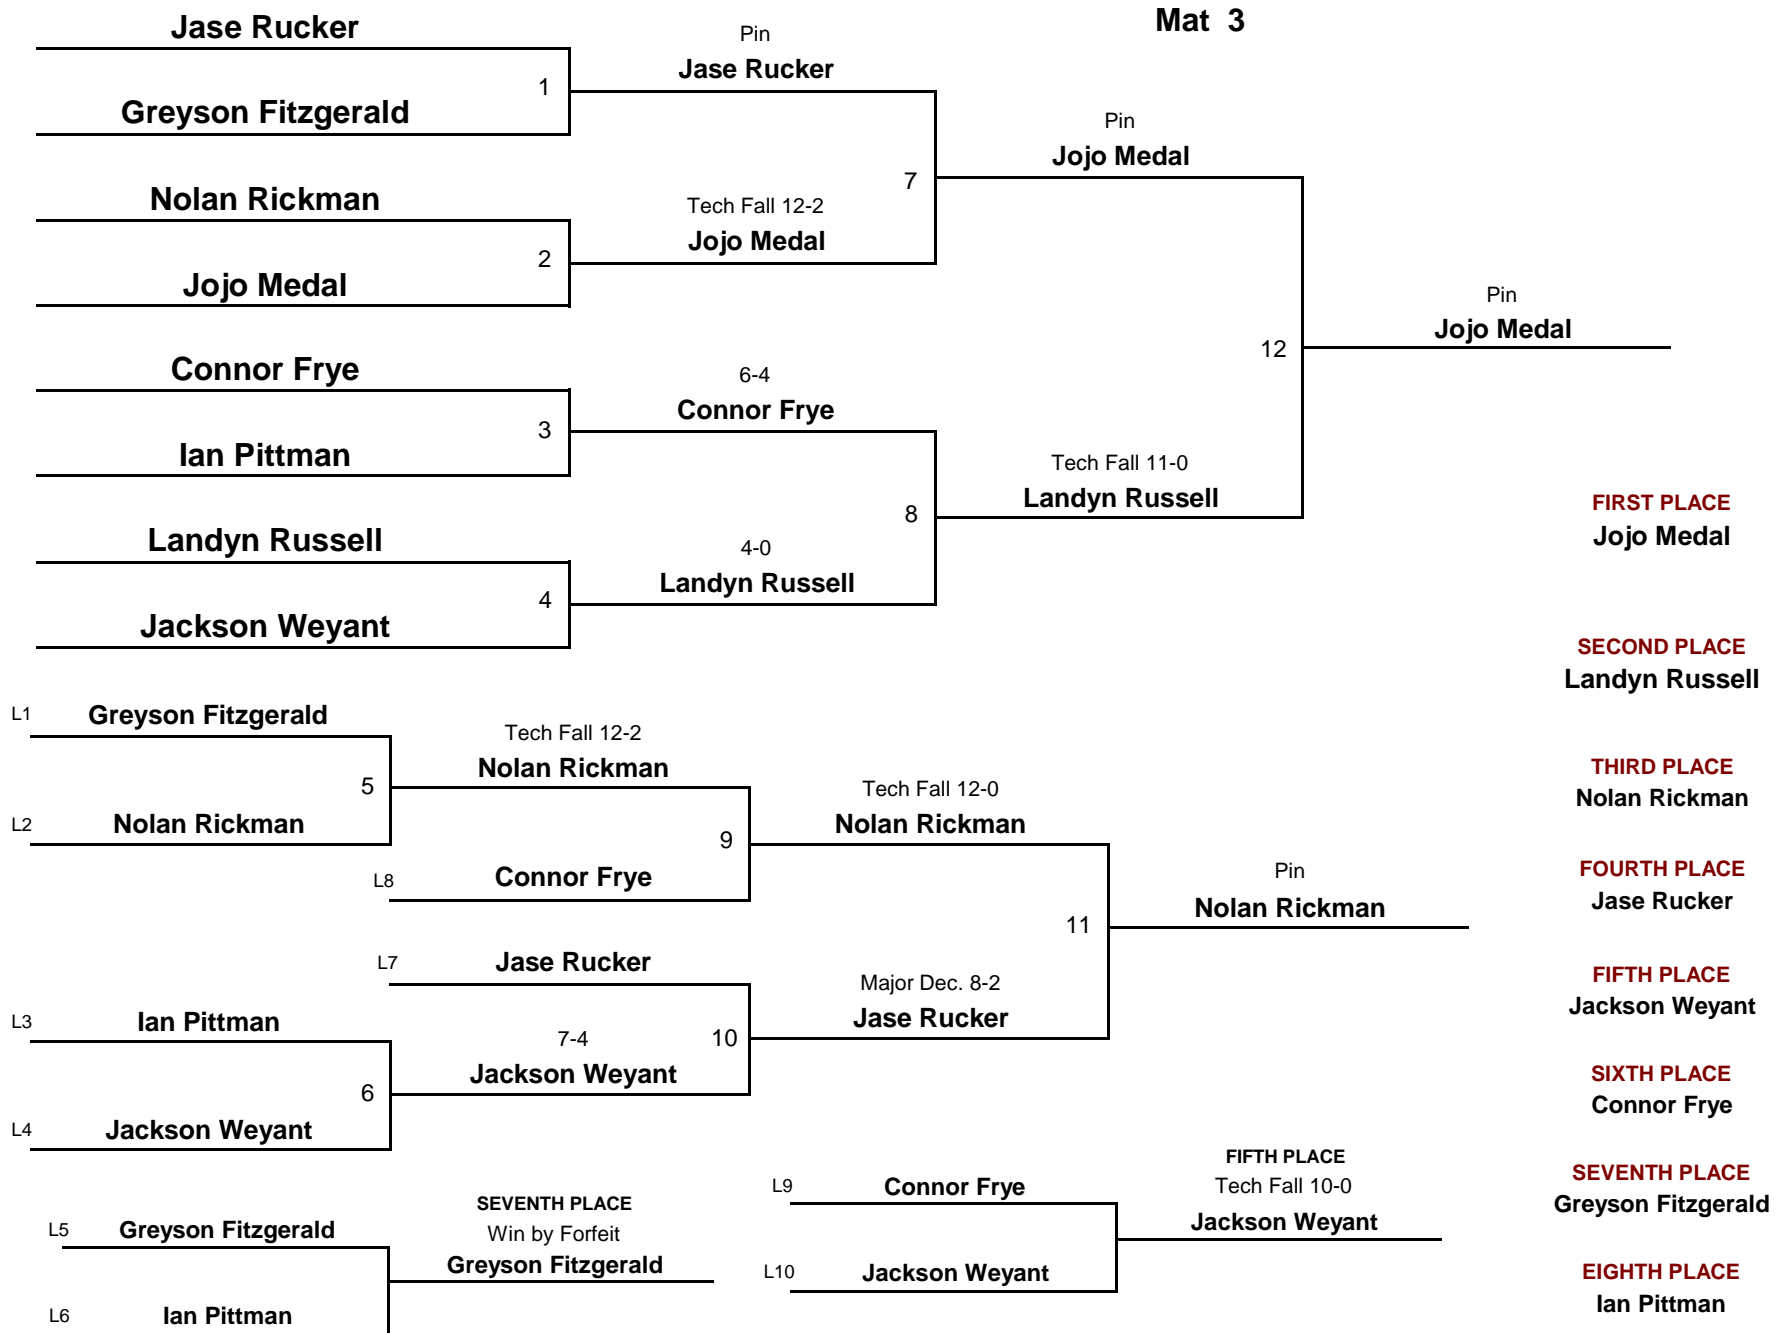 Mat 3
Jase Rucker
Greyson Fitzgerald
1
Pin
Jase Rucker
Nolan Rickman
Jojo Medal
2
Tech Fall 12-2
Jojo Medal
7
Pin
Jojo Medal
Connor Frye
Ian Pittman
3
6-4
Connor Frye
Landyn Russell
Jackson Weyant
4
4-0
Landyn Russell
8
Tech Fall 11-0
Landyn Russell
12
Pin
Jojo Medal
L1 Greyson Fitzgerald
L2 Nolan Rickman
5
Tech Fall 12-2
Nolan Rickman
L8 Connor Frye
9
Tech Fall 12-0
Nolan Rickman
L7 Jase Rucker
L3 Ian Pittman
L4 Jackson Weyant
6
7-4
Jackson Weyant
10
Major Dec. 8-2
Jase Rucker
11
Pin
Nolan Rickman
L5 Greyson Fitzgerald
L6 Ian Pittman
SEVENTH PLACE
Win by Forfeit
Greyson Fitzgerald
L9 Connor Frye
L10 Jackson Weyant
FIFTH PLACE
Tech Fall 10-0
Jackson Weyant
FIRST PLACE
Jojo Medal
SECOND PLACE
Landyn Russell
THIRD PLACE
Nolan Rickman
FOURTH PLACE
Jase Rucker
FIFTH PLACE
Jackson Weyant
SIXTH PLACE
Connor Frye
SEVENTH PLACE
Greyson Fitzgerald
EIGHTH PLACE
Ian Pittman